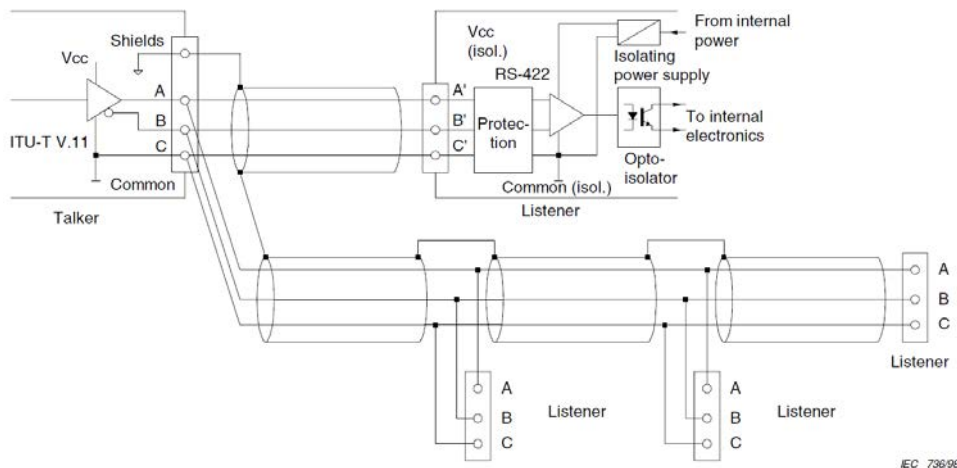 Shields
Vcc
A
B
ITU-T V.11
C
Common
Talker
Vcc
(isol.)
RS-422
A'
B'
C'
Protec-
tion
Common (isol.)
Listener
From internal
power
Isolating
power supply
To internal
electronics
Opto-
isolator
A
B
C
Listener
A
B
C
Listener
A
B
C
Listener
IEC 736/98